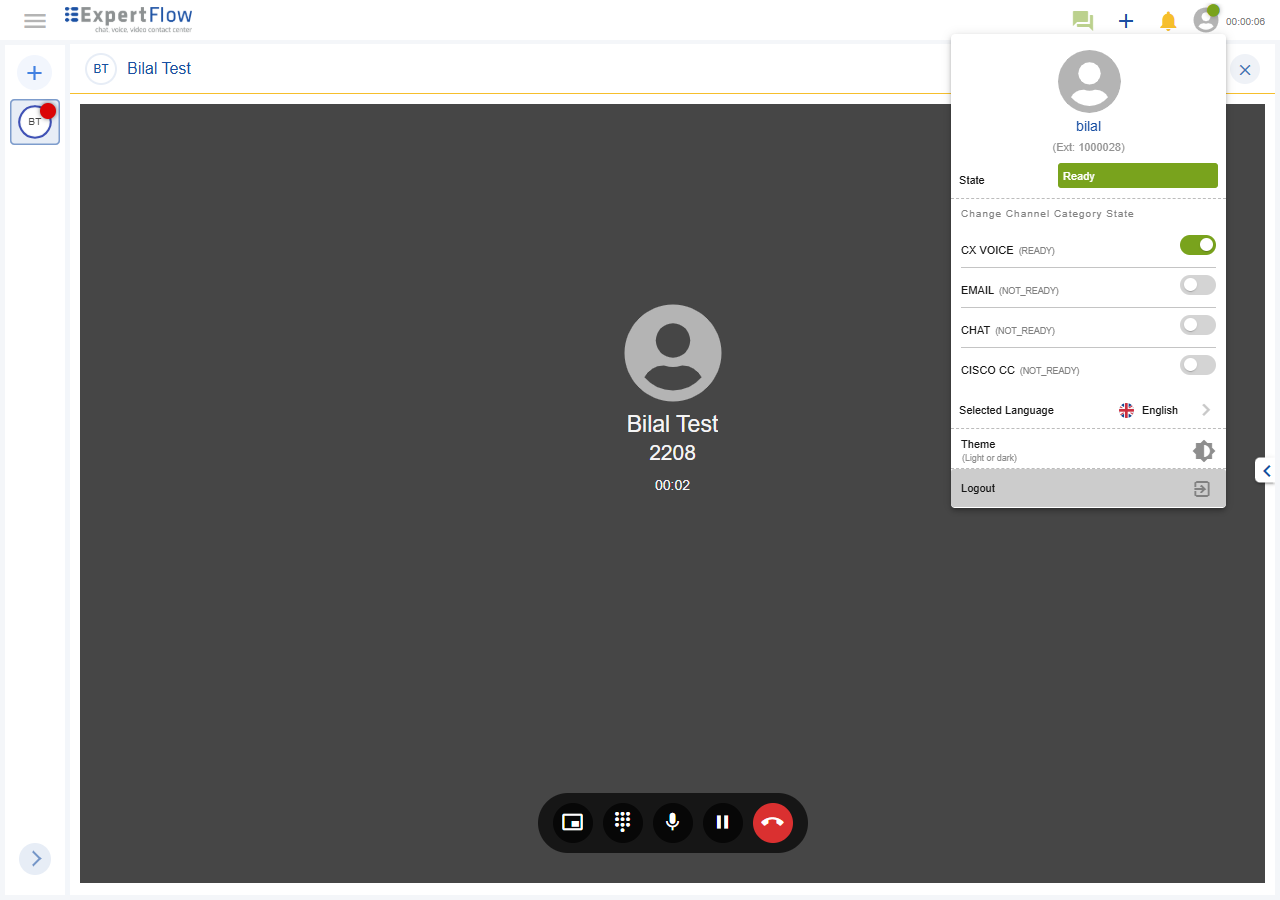 ExpertFlow
chat, voice, video contact center
00:00:06
BT
Bilal Test
BT
Bilal Test
2208
00:02
bilal
(Ext: 1000028)
State
Ready
Change Channel Category State
CX VOICE (READY)
EMAIL (NOT_READY)
CHAT (NOT_READY)
CISCO CC (NOT_READY)
Selected Language
English
Theme
(Light or dark)
Logout